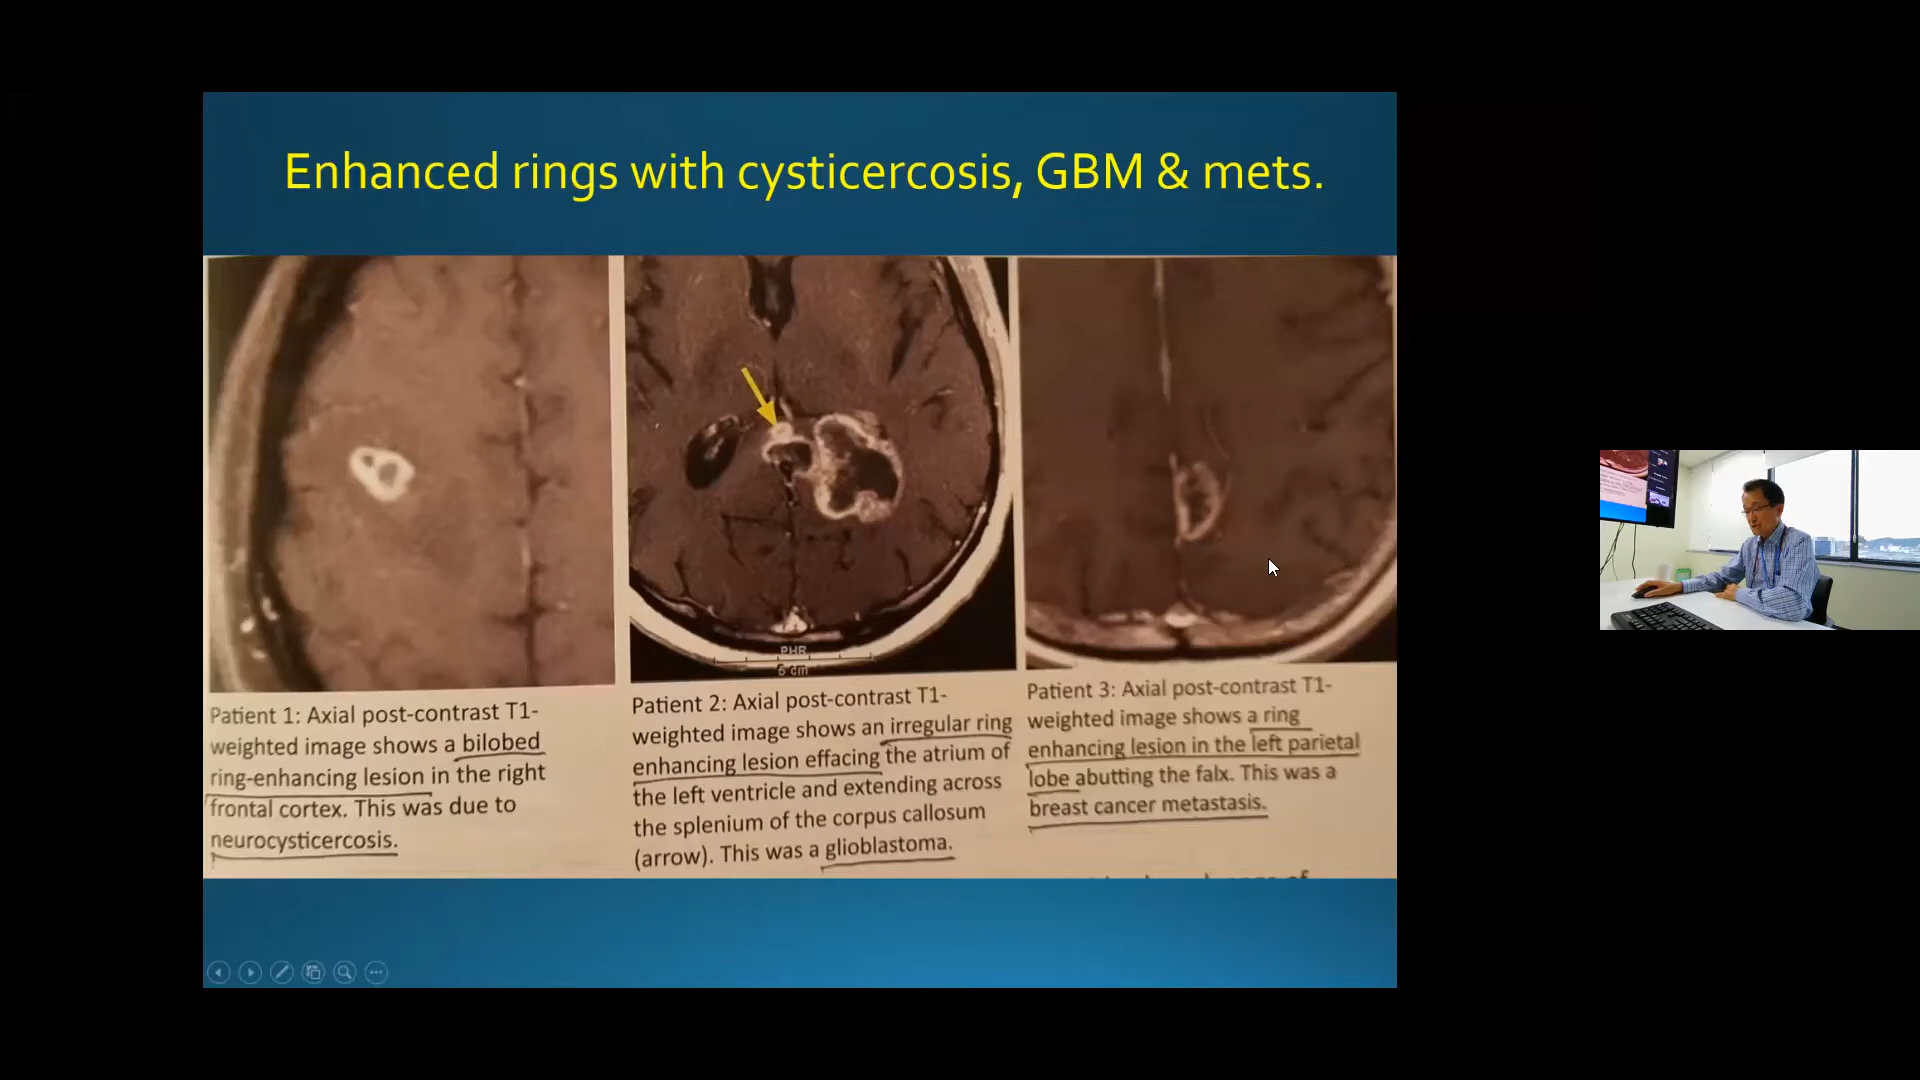 Enhanced rings with cysticercosis, GBM & mets.
PHR
5 cm
Patient 1: Axial post-contrast T1-
weighted image shows a bilobed
ring-enhancing lesion in the right
frontal cortex. This was due to
neurocysticercosis.
Patient 2: Axial post-contrast T1-
weighted image shows an irregular ring
enhancing lesion effacing the atrium of
the left ventricle and extending across
the splenium of the corpus callosum
(arrow). This was a glioblastoma.
Patient 3: Axial post-contrast T1-
weighted image shows a ring
enhancing lesion in the left parietal
lobe abutting the falx. This was a
breast cancer metastasis.